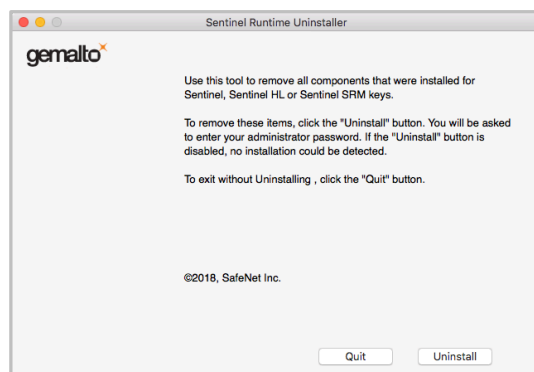 Sentinel Runtime Uninstaller
gemalto
Use this tool to remove all components that were installed for
Sentinel, Sentinel HL or Sentinel SRM keys.
To remove these items, click the "Uninstall" button. You will be asked
to enter your administrator password. If the "Uninstall" button is
disabled, no installation could be detected.
To exit without Uninstalling , click the "Quit" button.
©2018, SafeNet Inc.
Quit
Uninstall